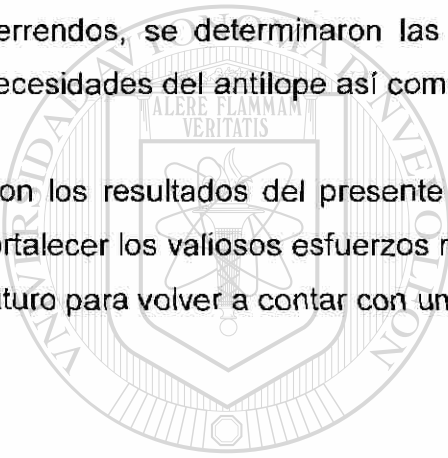 errendos, se determinaron las
ecesidades del antílope así com
ALERE FLAMMAM
VERITATIS
on los resultados del presente
ortalecer los valiosos esfuerzos r
uturo para volver a contar con un